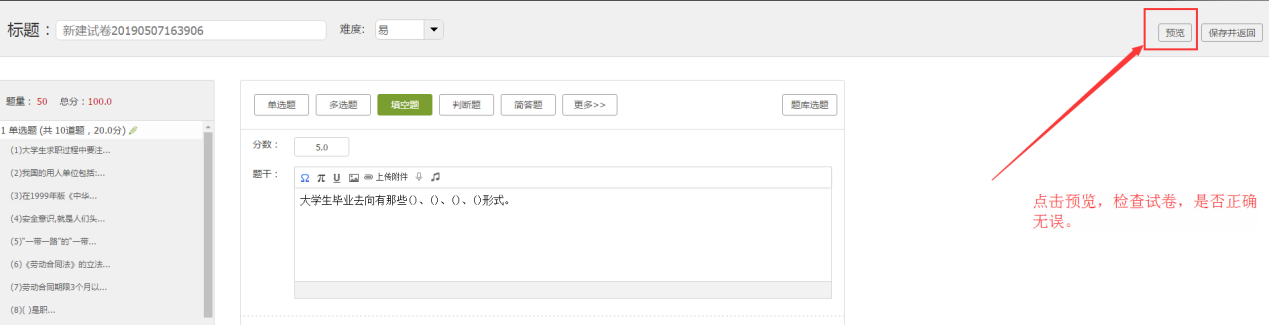 标题： 新建试卷20190507163906 难度： 易 预览 保存并返回
题量： 50 总分：100.0
单选题 多选题 填空题 判断题 简答题 更多>> 题库选题
1 单选题 (共 10道题，20.0分)
(1)大学生求职过程中要注...
(2)我国的用人单位包括:...
(3)在1999年版《中华...
(4)安全意识,就是人们头...
(5)"一带一路"的"一带...
(6)《劳动合同法》的立法...
(7)劳动合同期限3个月以...
(8)( )是职...
分数： 5.0
题干： Ω π U 上传附件
大学生毕业去向有那些()、()、()、()形式。
点击预览，检查试卷，是否正确
无误。